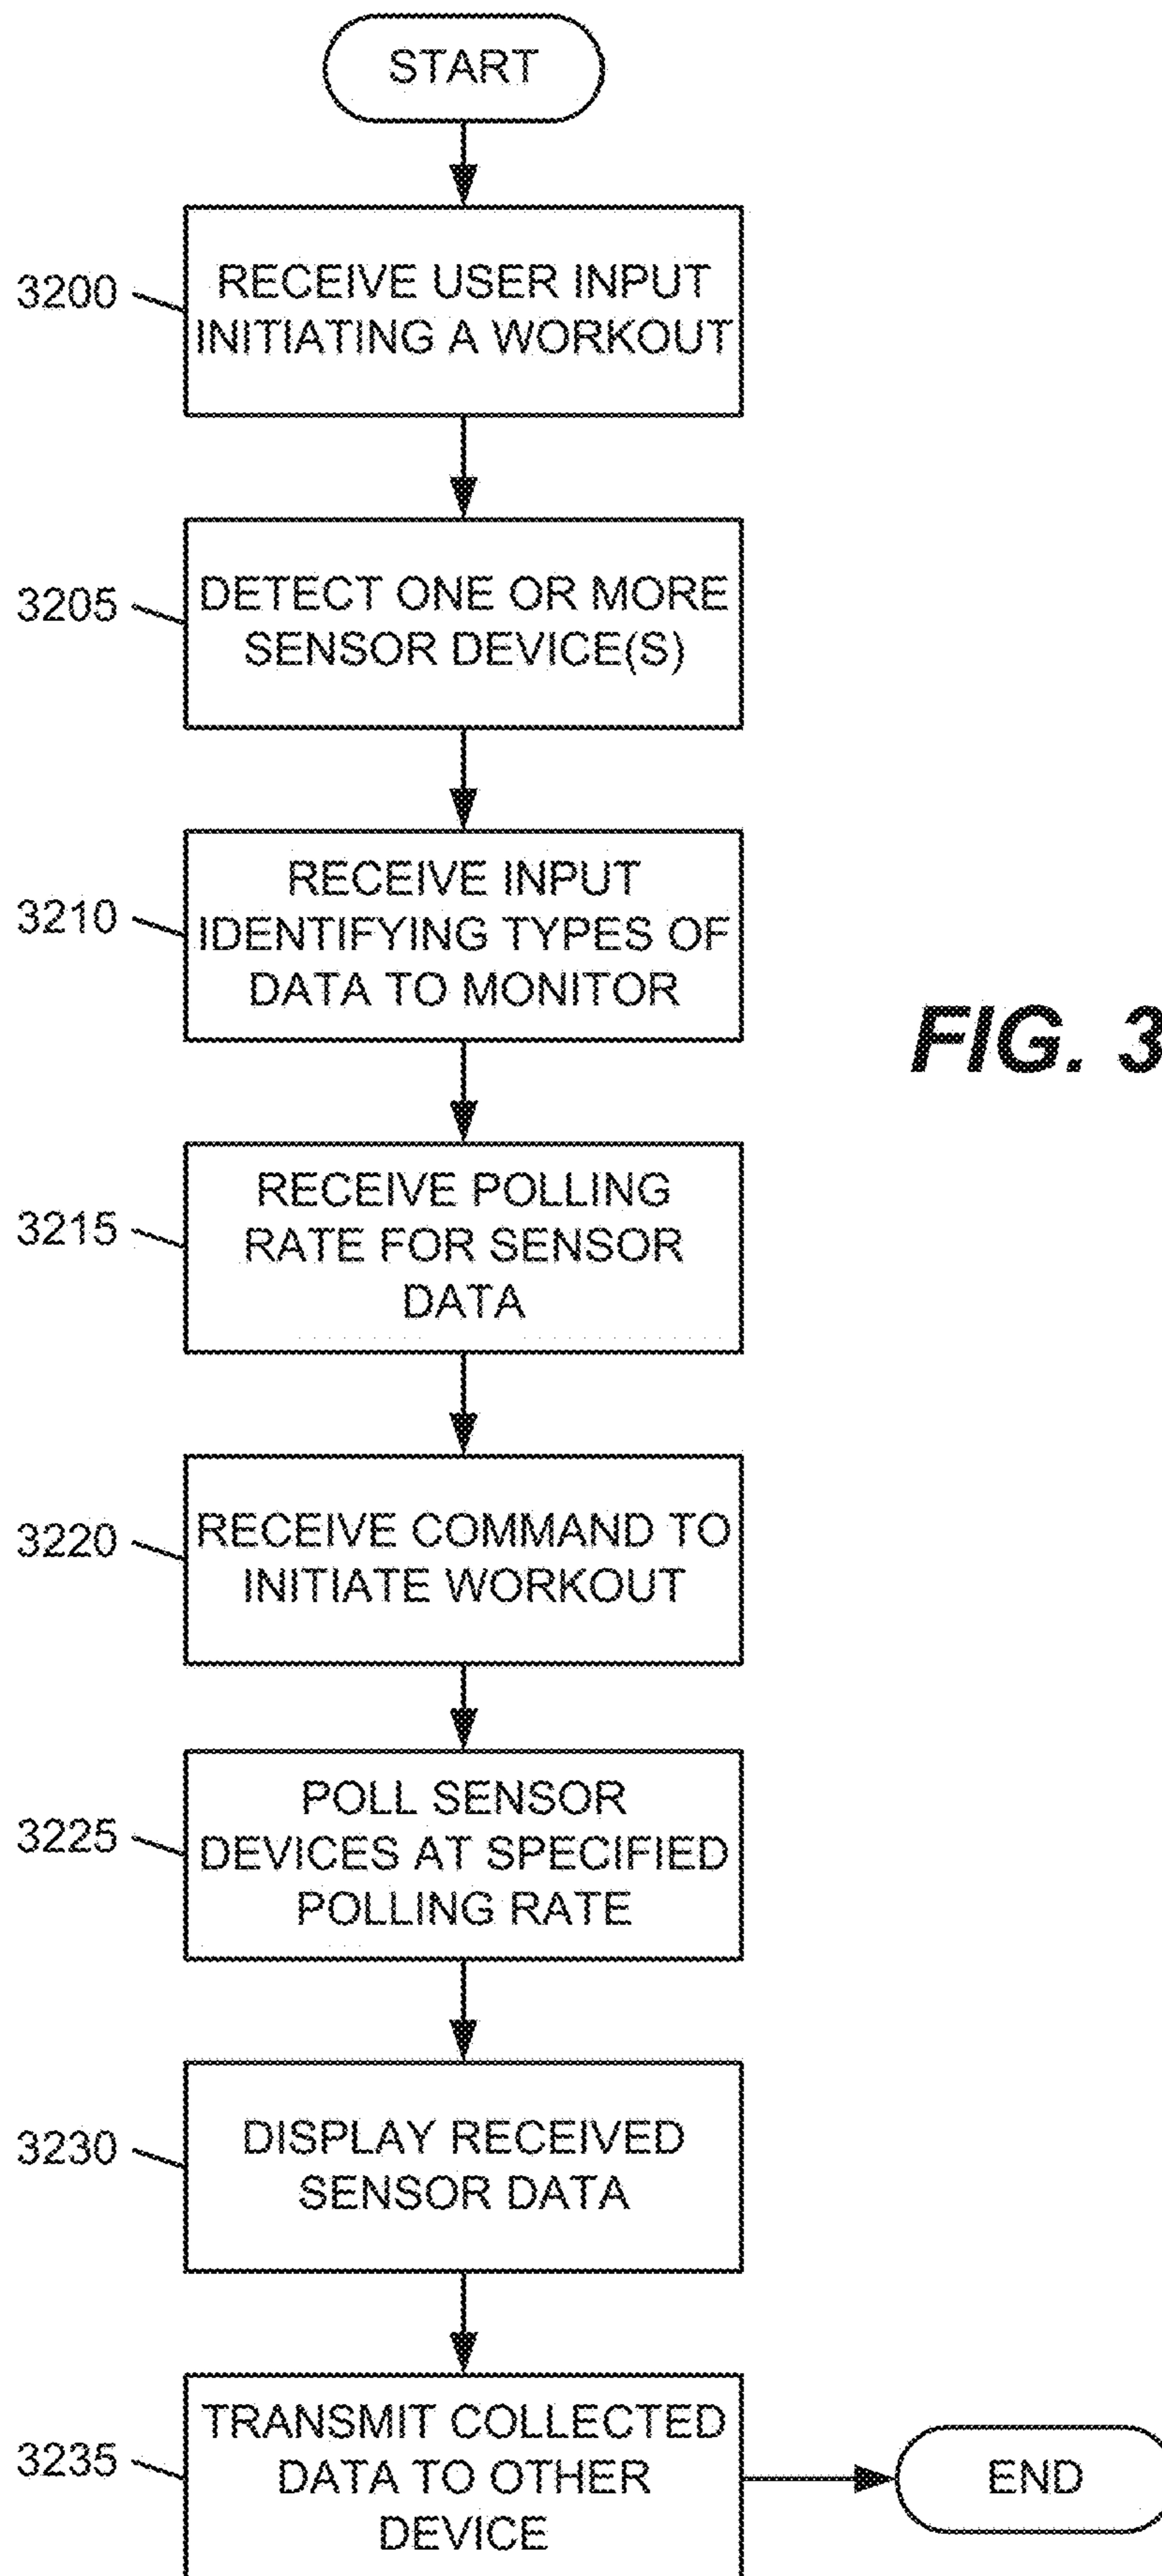 START
3200
RECEIVE USER INPUT
INITIATING A WORKOUT
3205
DETECT ONE OR MORE
SENSOR DEVICE(S)
3210
RECEIVE INPUT
IDENTIFYING TYPES OF
DATA TO MONITOR
FIG. 3
3215
RECEIVE POLLING
RATE FOR SENSOR
DATA
3220
RECEIVE COMMAND TO
INITIATE WORKOUT
3225
POLL SENSOR
DEVICES AT SPECIFIED
POLLING RATE
3230
DISPLAY RECEIVED
SENSOR DATA
3235
TRANSMIT COLLECTED
DATA TO OTHER
DEVICE
END